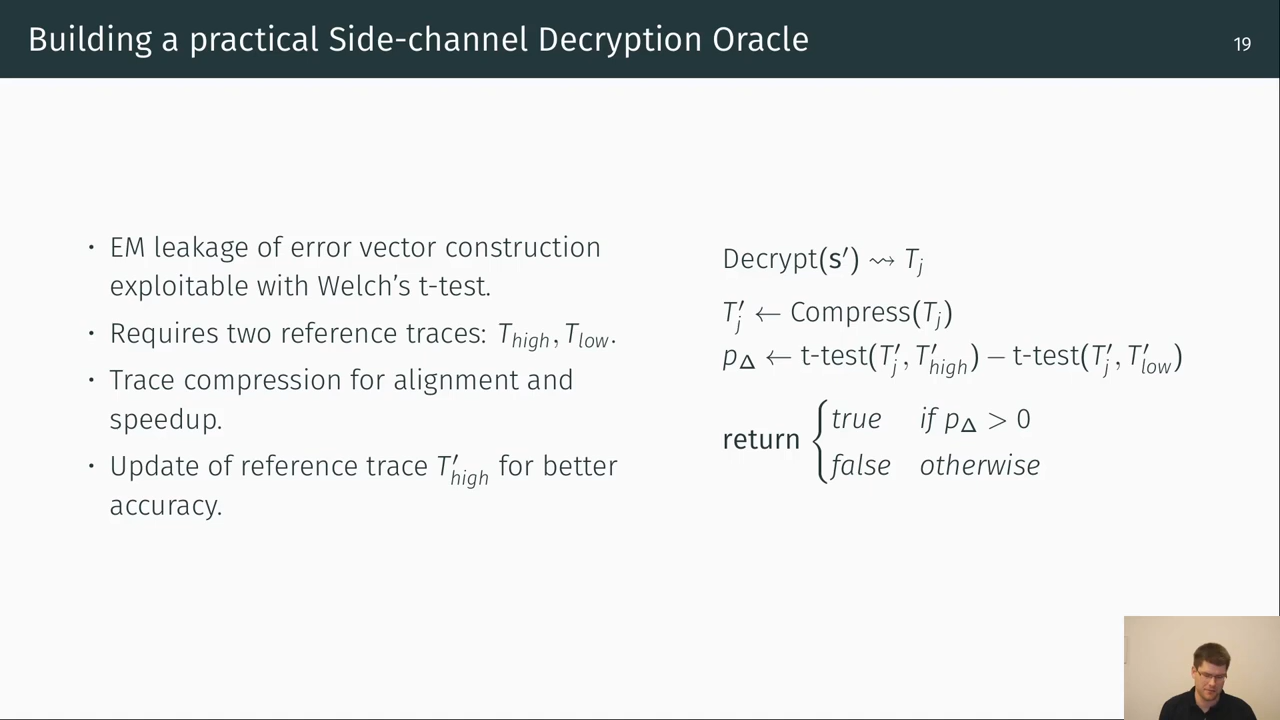 Building a practical Side-channel Decryption Oracle
19
• EM leakage of error vector construction
exploitable with Welch's t-test.
• Requires two reference traces: T_high, T_low.
• Trace compression for alignment and
speedup.
• Update of reference trace T′_high for better
accuracy.
Decrypt(s′) ⇝ T_j
T′_j ← Compress(T_j)
p_Δ ← t-test(T′_j, T′_high) − t-test(T′_j, T′_low)
return { true if p_Δ > 0
false otherwise